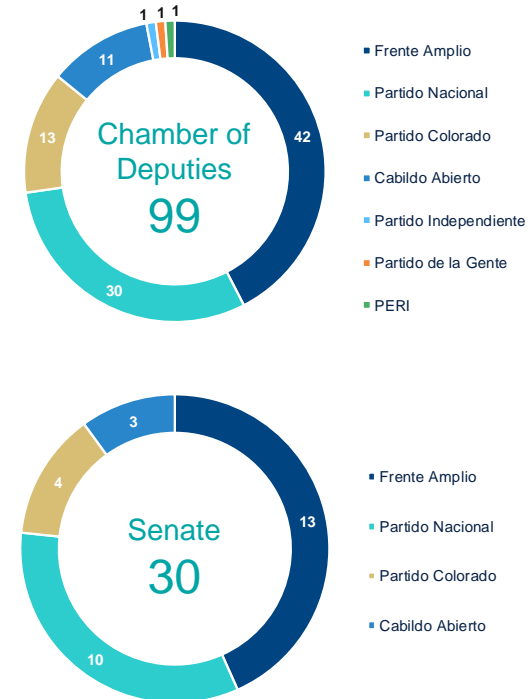 1 1 1
11
13
42
30
Chamber of
Deputies
99
Frente Amplio
Partido Nacional
Partido Colorado
Cabildo Abierto
Partido Independiente
Partido de la Gente
PERI
3
4
13
10
Senate
30
Frente Amplio
Partido Nacional
Partido Colorado
Cabildo Abierto